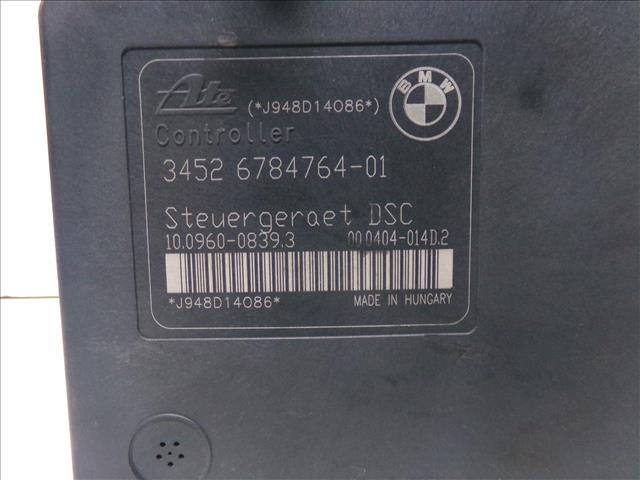 Ate (*J948D14086*) BMW
Controller
3452 6784764-01
Steuergeraet DSC
10.0960-0839.3 00.0404-014D.2
*J948D14086* MADE IN HUNGARY